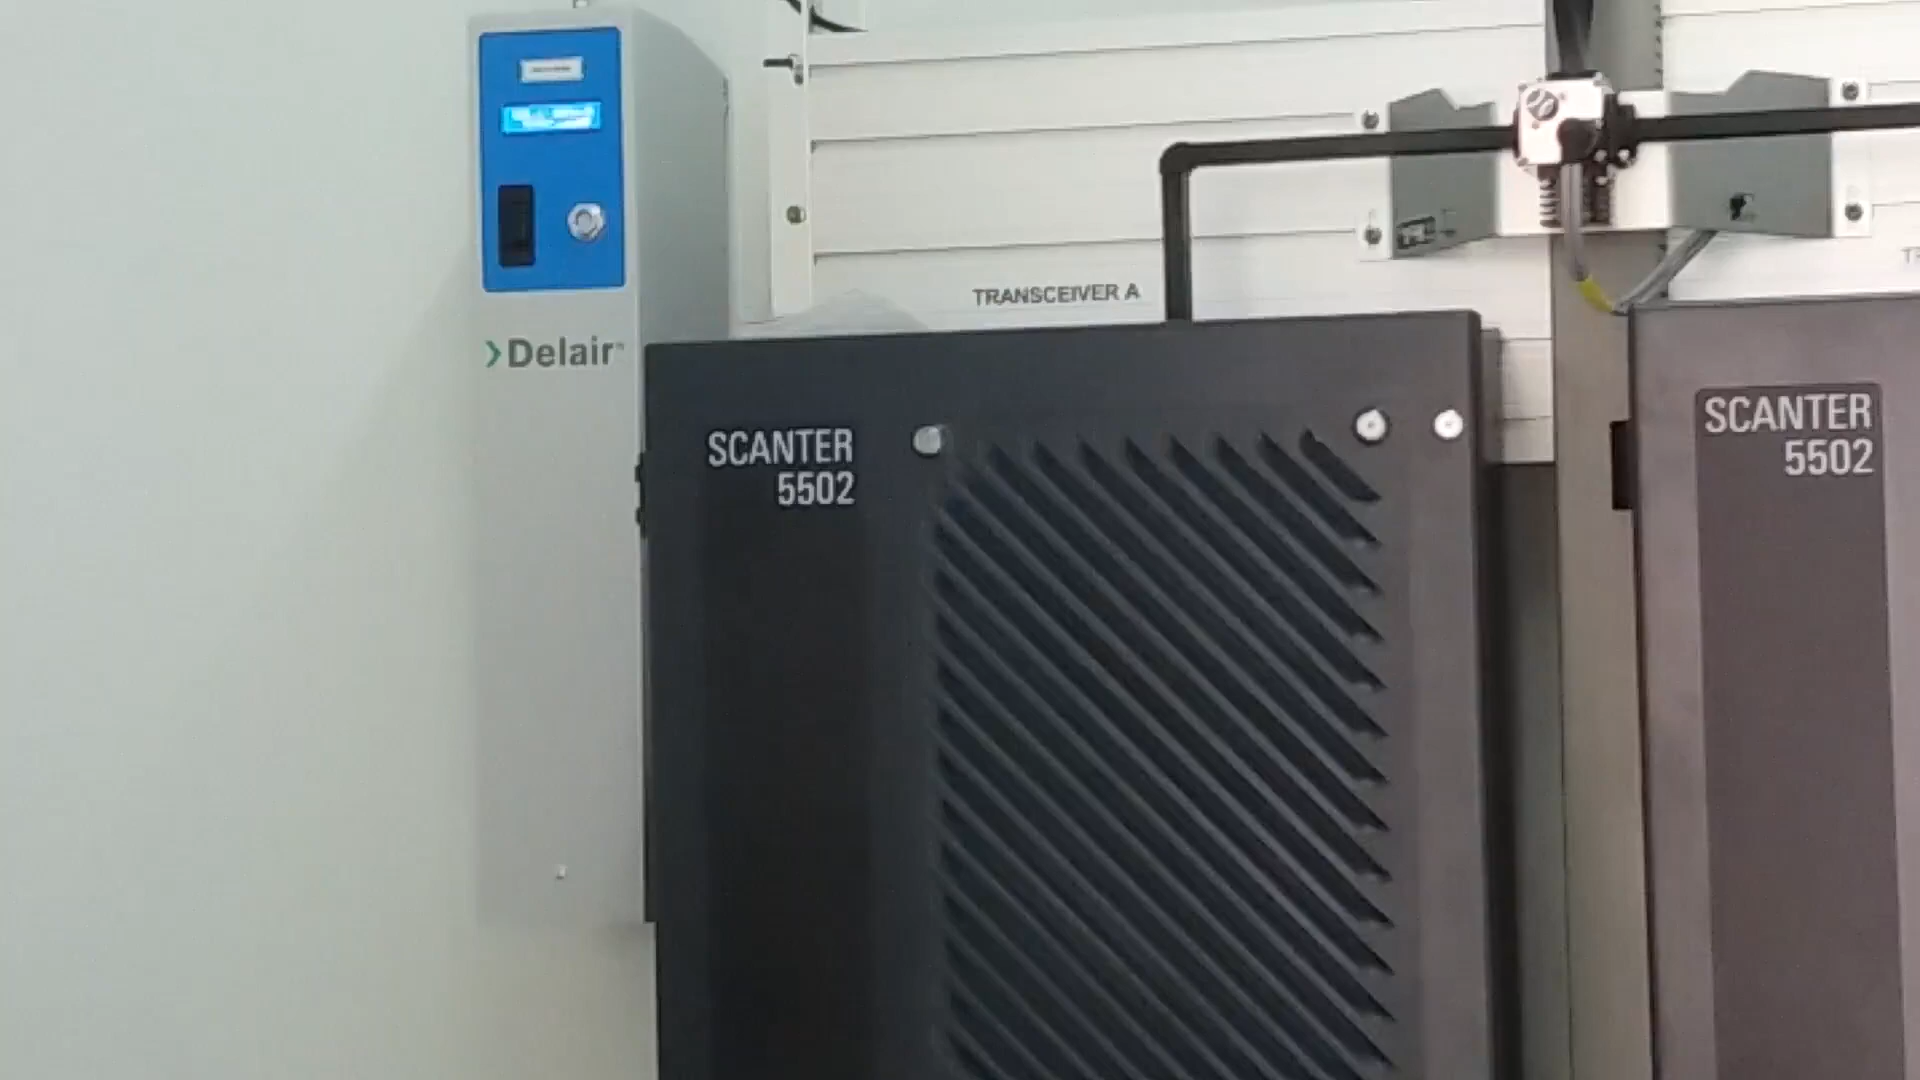 TRANSCEIVER A
Delair
SCANTER
5502
SCANTER
5502